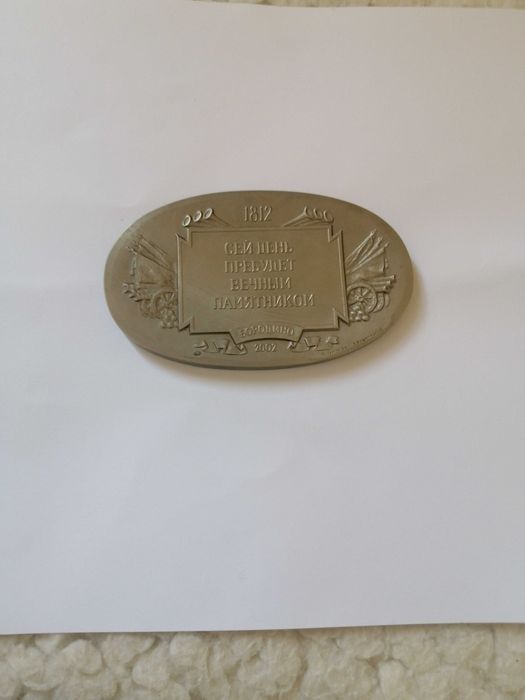 1812
СЕЙ ДЕНЬ
ПРЕБУДЕТ
ВЕЧНЫМ
ПАМЯТНИКОМ
БОРОДИНО
2002